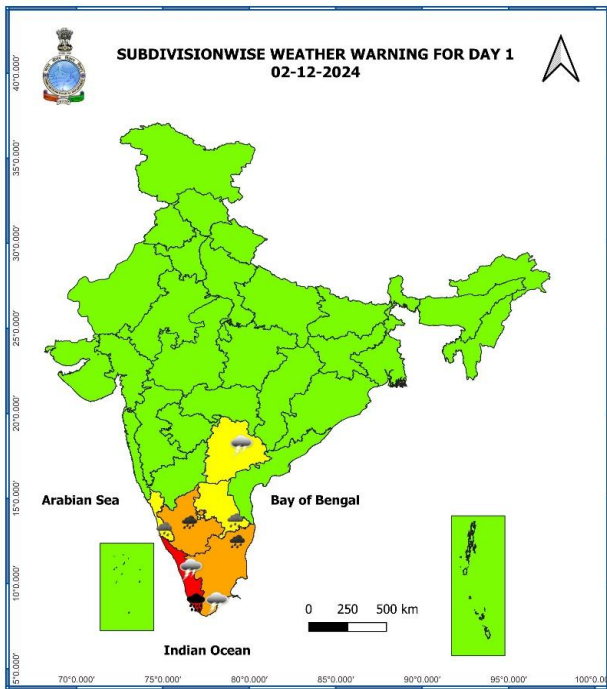 SUBDIVISIONWISE WEATHER WARNING FOR DAY 1
02-12-2024
40°0.000'
35°0.000'
30°0.000'
25°0.000'
20°0.000'
15°0.000'
10°0.000'
5°0.000'
Arabian Sea
Bay of Bengal
0 250 500 km
Indian Ocean
70°0.000' 75°0.000' 80°0.000' 85°0.000' 90°0.000' 95°0.000' 100°0.0